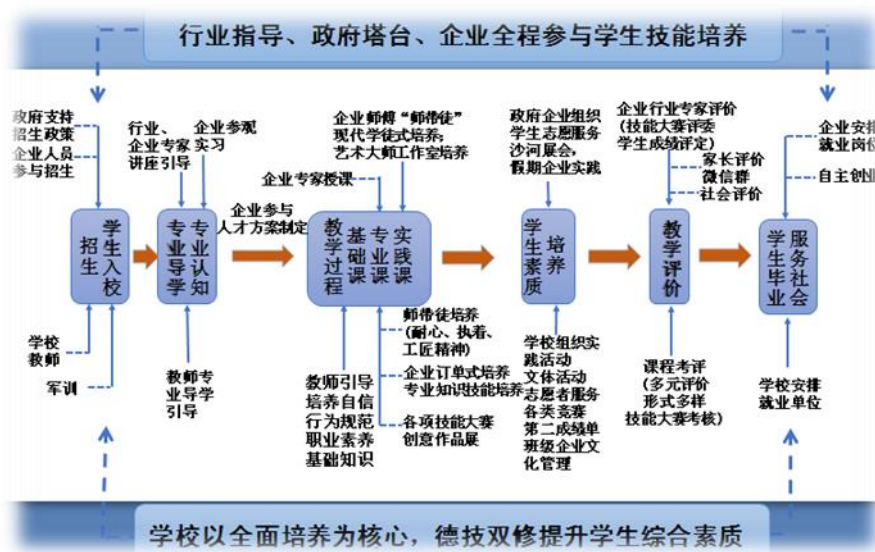 行业指导、政府塔台、企业全程参与学生技能培养
政府支持
招生政策
企业人员
参与招生
行业、
企业专家
讲座引导
企业参观
实习
企业参与
人才方案制定
企业师傅“师带徒”
现代学徒式培养;
艺术大师工作室培养
企业专家授课
政府企业组织
学生志愿服务
沙河展会,
假期企业实践
企业行业专家评价
(技能大赛评委
学生成绩评定)
家长评价
微信群
社会评价
企业安排
就业岗位
自主创业
学生入校
招生
专业认知
专业导学
实践课
专业课
基础课
教学过程
培养
学生素质
教学评价
服务社会
学生毕业
学校
教师
军训
教师专
业导学
引导
教师引导
培养自信
行为规范
职业素养
基础知识
师带徒培养
(耐心、执着、
工匠精神)
企业订单式培养
专业知识技能培养
各项技能大赛
创意作品展
学校组织实
践活动
文体活动
志愿者服务
各类竞赛
第二成绩单
班级企业文
化管理
课程考评
(多元评价
形式多样
技能大赛考核)
学校安排
就业单位
学校以全面培养为核心，德技双修提升学生综合素质